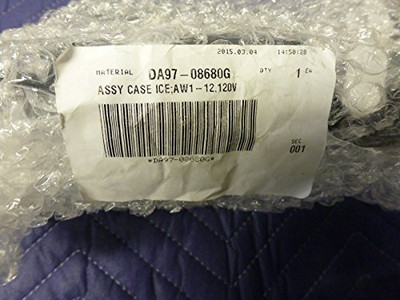 2015.03.04 14:50:28
MATERIAL DA97-08680G QTY 1 EA
ASSY CASE ICE;AW1-12,120V
SEC
001
*DA97-08680G*